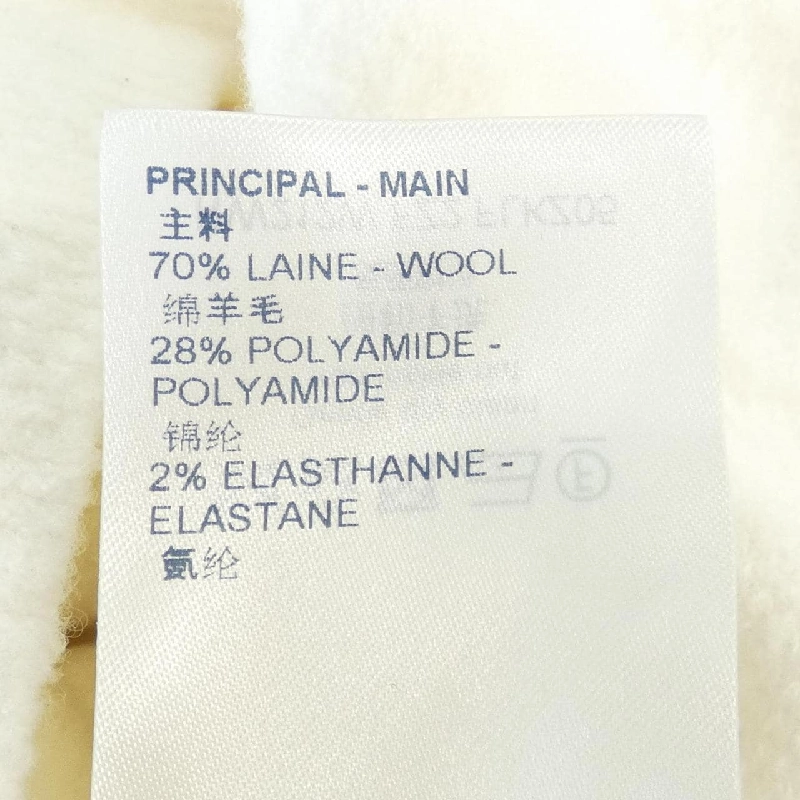 PRINCIPAL - MAIN
主料
70% LAINE - WOOL
绵羊毛
28% POLYAMIDE -
POLYAMIDE
锦纶
2% ELASTHANNE -
ELASTANE
氨纶